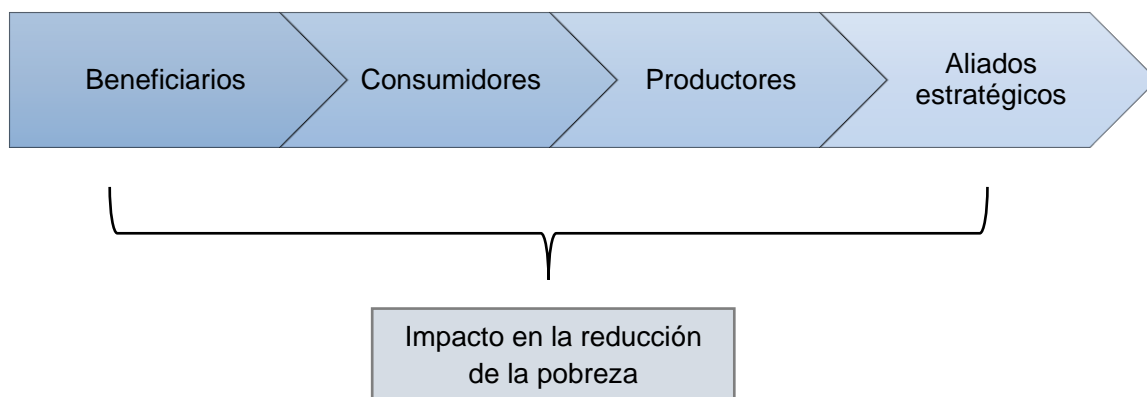 Beneficiarios
Consumidores
Productores
Aliados
estratégicos
Impacto en la reducción
de la pobreza